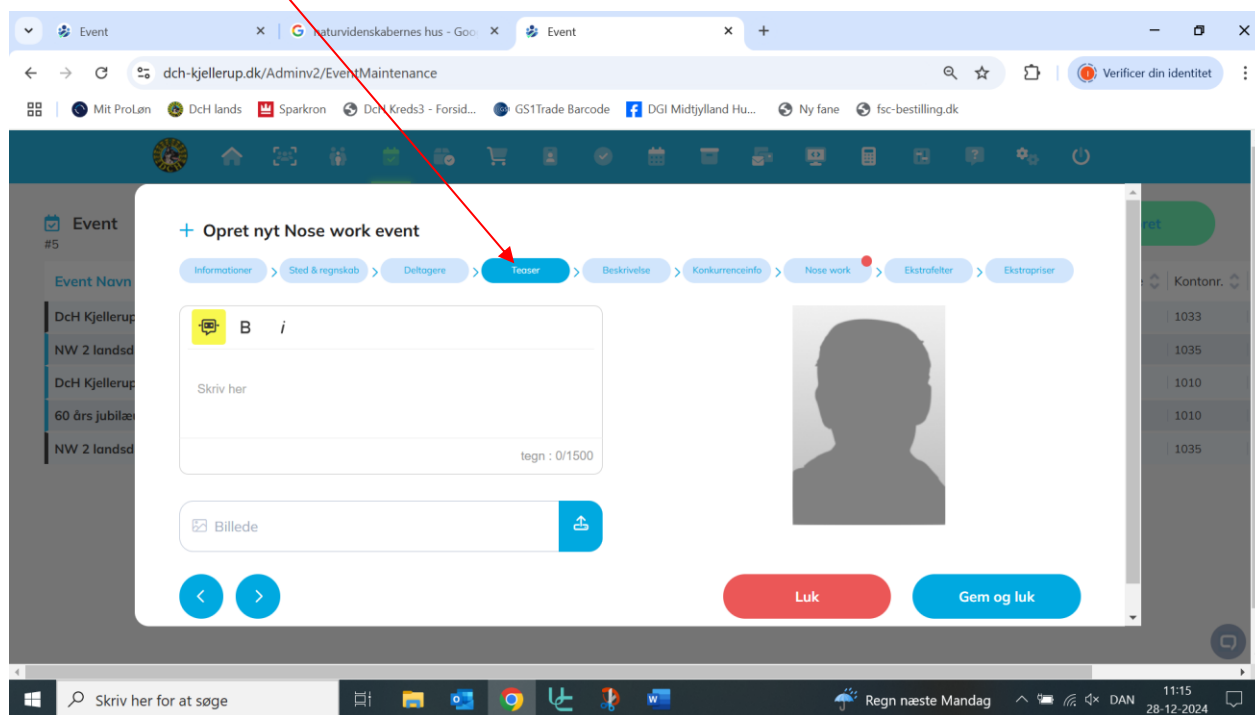 Event
naturvidenskabernes hus - Goo
Event
dch-kjellerup.dk/Adminv2/EventMaintenance
Verificer din identitet
Mit ProLøn
DcH lands
Sparkron
DcH Kreds3 - Forsid...
GS1Trade Barcode
DGI Midtjylland Hu...
Ny fane
fsc-bestilling.dk
Event
#5
ret
+ Opret nyt Nose work event
Informationer > Sted & regnskab > Deltagere > Teaser > Beskrivelse > Konkurrenceinfo > Nose work > Ekstrafelter > Ekstrapriser
Event Navn
Kontonr.
DcH Kjellerup
1033
B i
NW 2 landsd
1035
DcH Kjellerup
1010
Skriv her
60 års jubilæ
1010
NW 2 landsd
1035
tegn : 0/1500
Billede
Luk
Gem og luk
Skriv her for at søge
Regn næste Mandag
DAN
11:15
28-12-2024